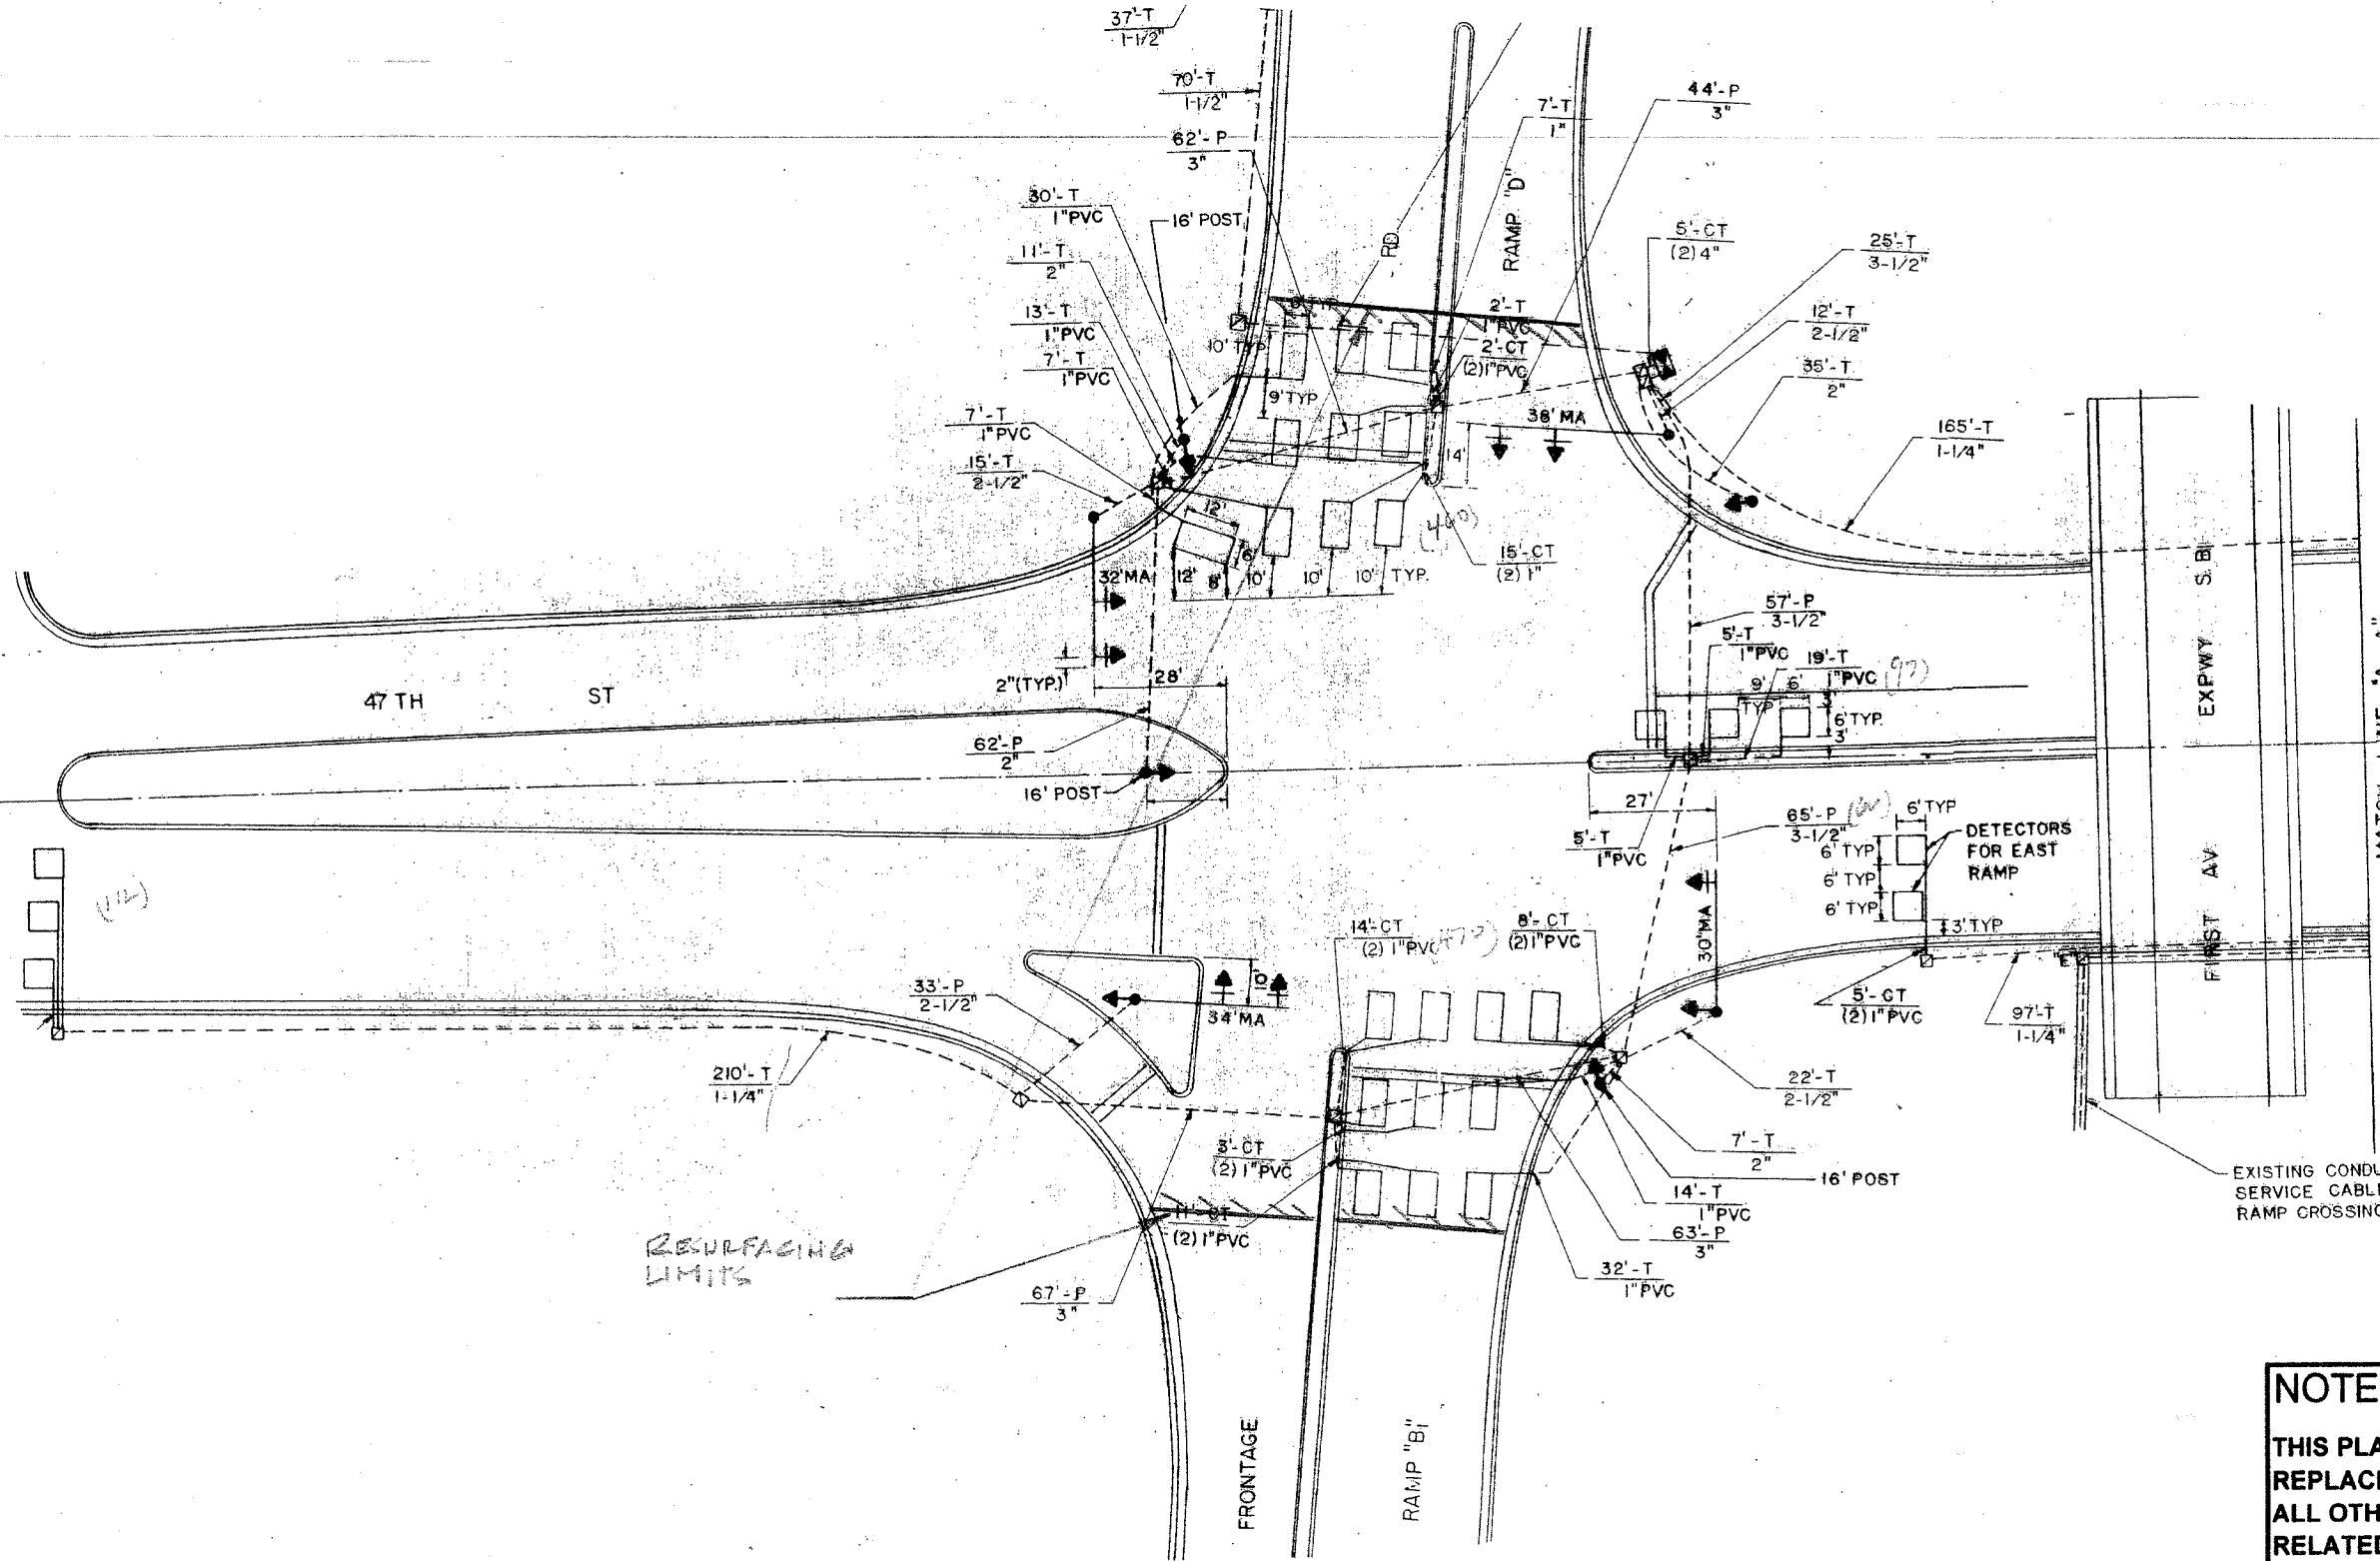 37'-T
1-1/2"
70'-T
1-1/2"
62'-P
3"
7'-T
1"
44'-P
3"
30'-T
1"PVC
16' POST
11'-T
2"
13'-T
1"PVC
7'-T
1"PVC
7'-T
1"PVC
15'-T
2-1/2"
RD.
RAMP "D"
5'-CT
(2) 4"
25'-T
3-1/2"
12'-T
2-1/2"
35'-T
2"
165'-T
1-1/4"
10' TYP
9' TYP
2'-T
1"PVC
2'-CT
(2)1"PVC
38' MA
14'
12'
6'
(460)
15'-CT
(2) 1"
32'MA
12'
8'
10'
10'
10' TYP.
57'-P
3-1/2"
5'-T
1"PVC
19'-T
1"PVC
(97)
9'
TYP
6'
6' TYP.
3'
2"(TYP.)
28'
47 TH ST
62'-P
2"
16' POST
27'
65'-P
3-1/2"
5'-T
1"PVC
6' TYP
DETECTORS
FOR EAST
RAMP
6' TYP
6' TYP
6' TYP
3' TYP
FIRST AV. EXPWY S.B.
(112)
14'-CT
(2) 1"PVC
(470)
8'-CT
(2) 1"PVC
30'MA
33'-P
2-1/2"
10'
34'MA
"E"
5'-CT
(2) 1"PVC
97'-T
1-1/4"
210'-T
1-1/4"
22'-T
2-1/2"
3'-CT
(2) 1"PVC
7'-T
2"
16' POST
14'-T
1"PVC
63'-P
3"
32'-T
1"PVC
11'-CT
(2) 1"PVC
67'-P
3"
RESURFACING
LIMITS
EXISTING CONDU
SERVICE CABL
RAMP CROSSING
FRONTAGE
RAMP "B"
NOTE
THIS PLA
REPLAC
ALL OTH
RELATE